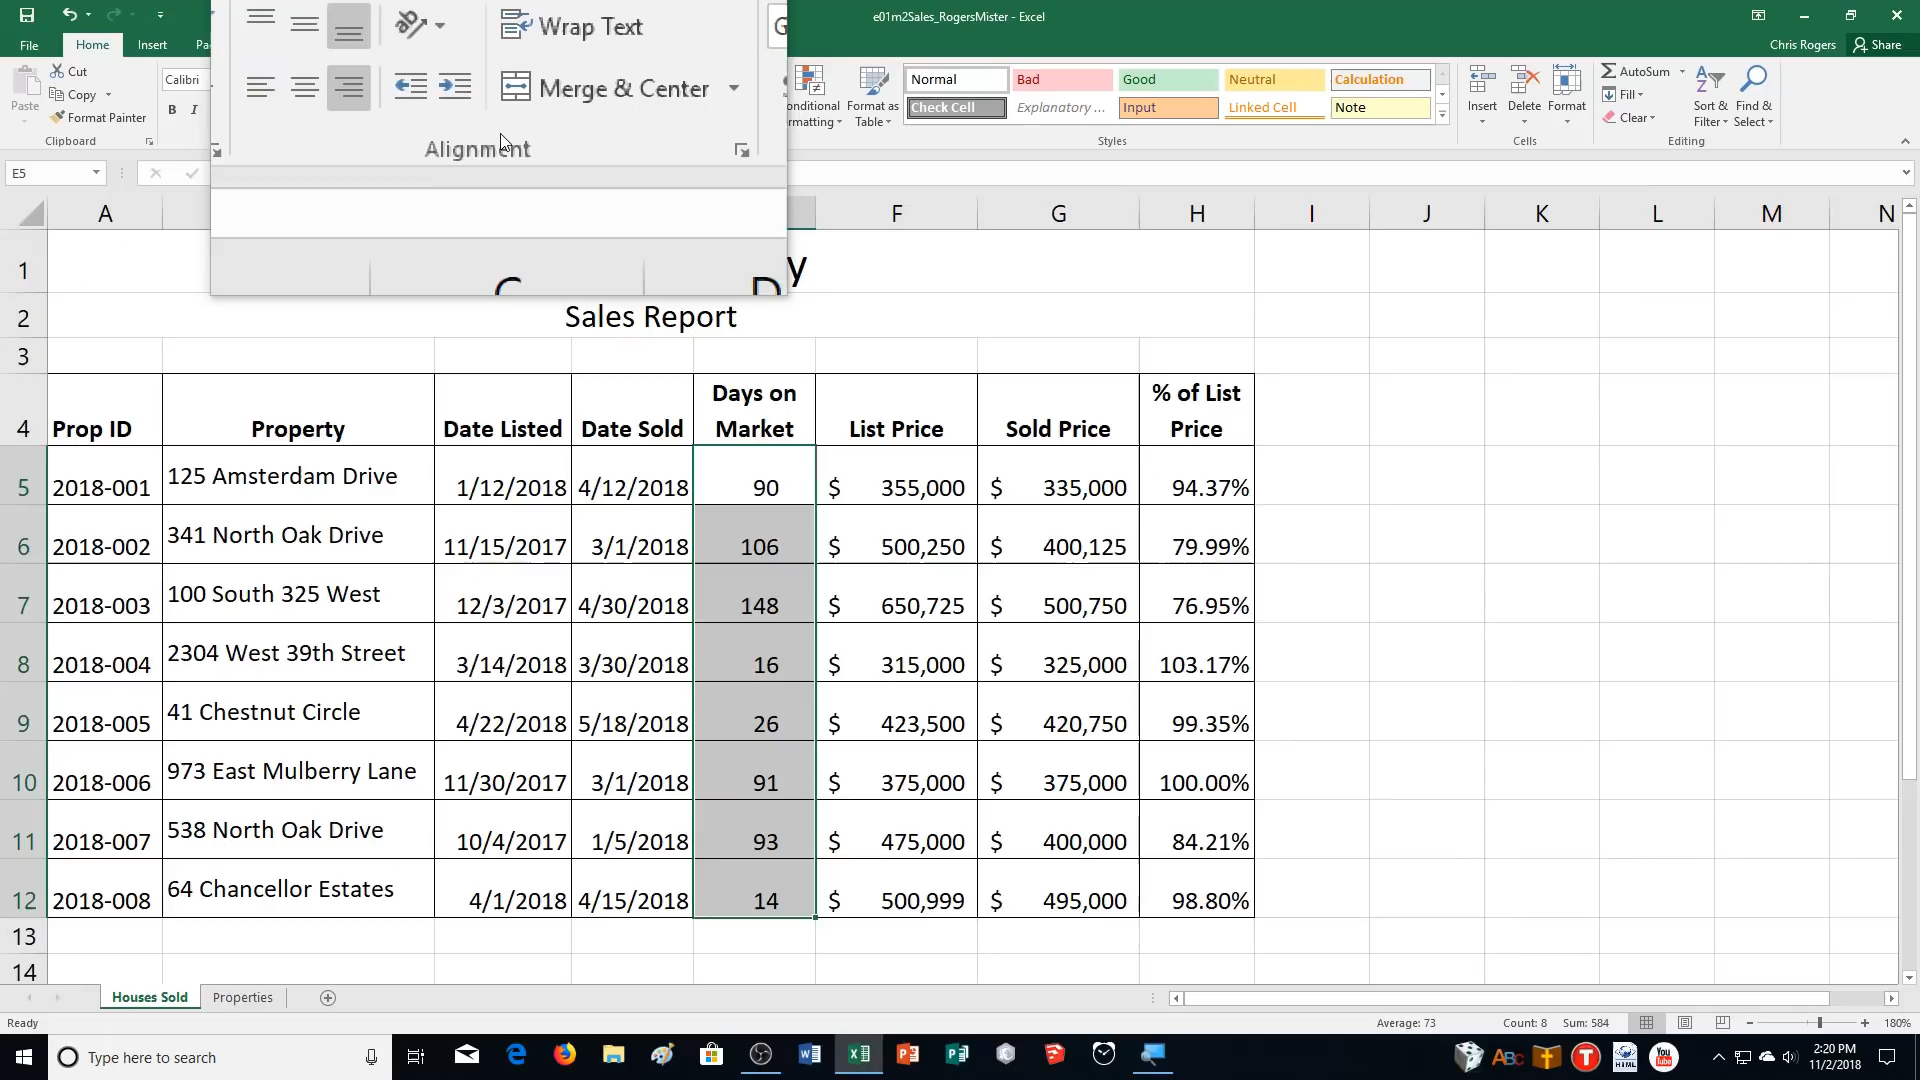 e01m2Sales_RogersMister - Excel
File Home Insert Pa
Chris Rogers Share
Cut
Copy
Format Painter
Paste
Clipboard
Calibri
B I
ab
Wrap Text
Merge & Center
Alignment
G
onditional
rmatting
Format as
Table
Normal Bad Good Neutral Calculation
Check Cell Explanatory ... Input Linked Cell Note
Styles
Insert Delete Format
Cells
AutoSum
Fill
Clear
Sort &
Filter
Find &
Select
Editing
E5
C D
A F G H I J K L M N
1 y
2 Sales Report
3
4 Prop ID Property Date Listed Date Sold Days on Market List Price Sold Price % of List Price
5 2018-001 125 Amsterdam Drive 1/12/2018 4/12/2018 90 $ 355,000 $ 335,000 94.37%
6 2018-002 341 North Oak Drive 11/15/2017 3/1/2018 106 $ 500,250 $ 400,125 79.99%
7 2018-003 100 South 325 West 12/3/2017 4/30/2018 148 $ 650,725 $ 500,750 76.95%
8 2018-004 2304 West 39th Street 3/14/2018 3/30/2018 16 $ 315,000 $ 325,000 103.17%
9 2018-005 41 Chestnut Circle 4/22/2018 5/18/2018 26 $ 423,500 $ 420,750 99.35%
10 2018-006 973 East Mulberry Lane 11/30/2017 3/1/2018 91 $ 375,000 $ 375,000 100.00%
11 2018-007 538 North Oak Drive 10/4/2017 1/5/2018 93 $ 475,000 $ 400,000 84.21%
12 2018-008 64 Chancellor Estates 4/1/2018 4/15/2018 14 $ 500,999 $ 495,000 98.80%
13
14
Houses Sold Properties
Ready Average: 73 Count: 8 Sum: 584 180%
Type here to search
ABC
T
HTML
You Tube
2:20 PM
11/2/2018